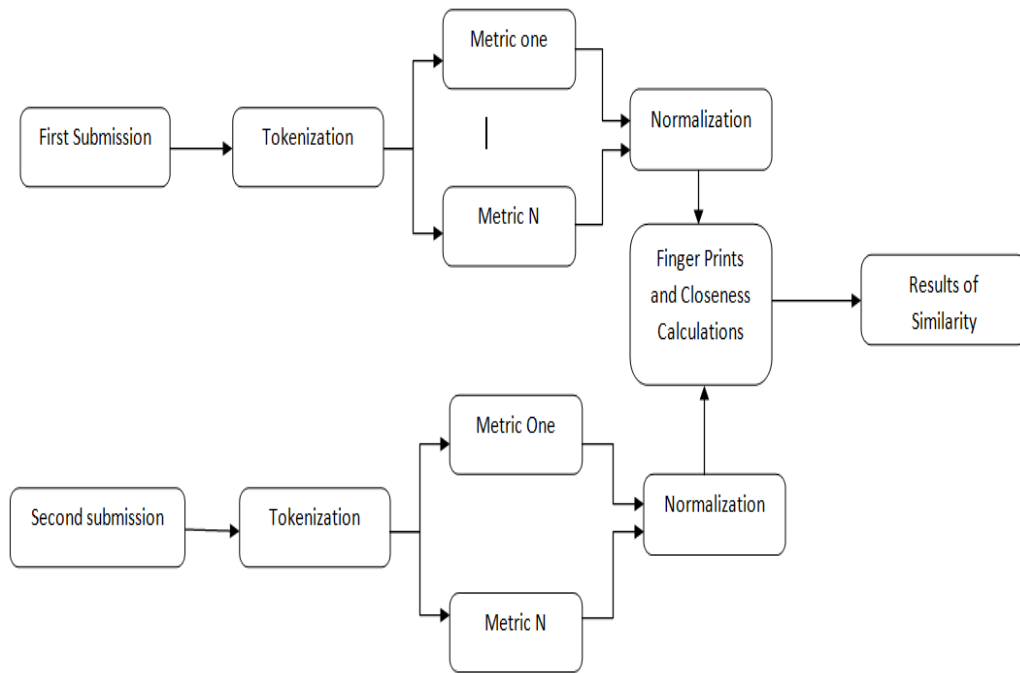 Metric one
First Submission
Tokenization
Normalization
Metric N
Finger Prints
and Closeness
Calculations
Results of
Similarity
Metric One
Second submission
Tokenization
Normalization
Metric N